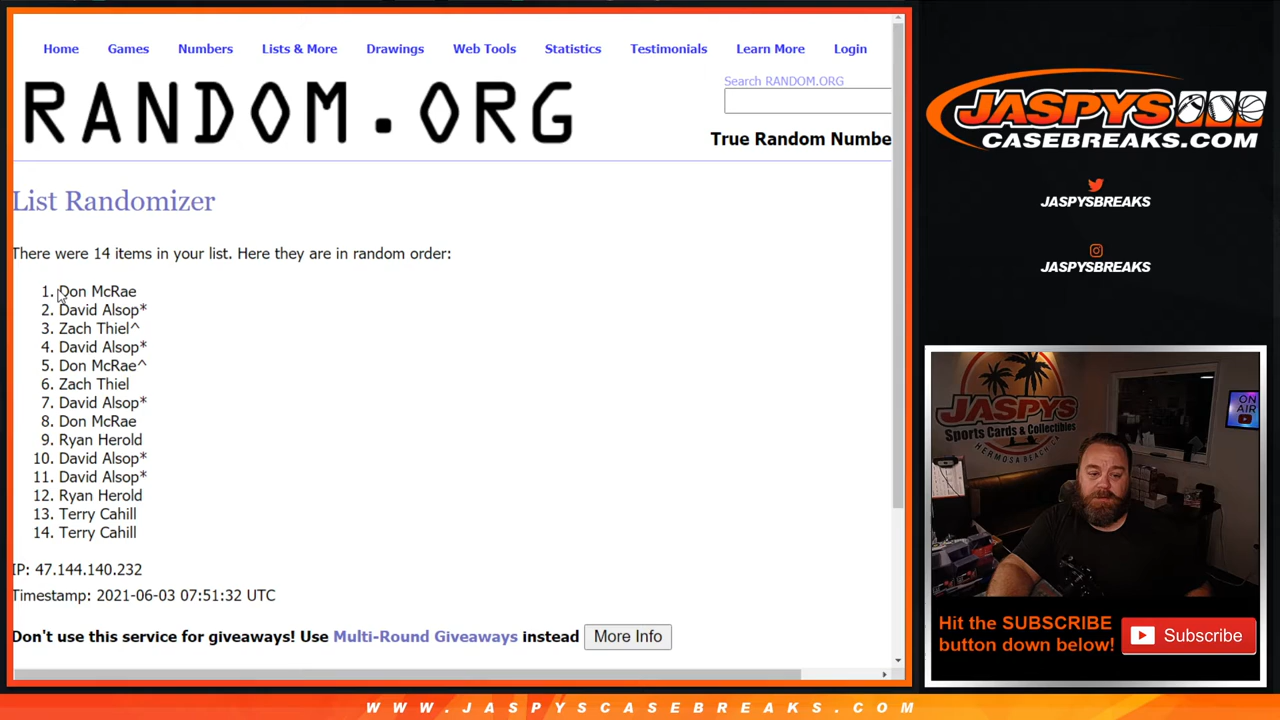 Home Games Numbers Lists & More Drawings Web Tools Statistics Testimonials Learn More Login
Search RANDOM.ORG
RANDOM.ORG
True Random Numbe
List Randomizer
There were 14 items in your list. Here they are in random order:
1. Don McRae
2. David Alsop*
3. Zach Thiel^
4. David Alsop*
5. Don McRae^
6. Zach Thiel
7. David Alsop*
8. Don McRae
9. Ryan Herold
10. David Alsop*
11. David Alsop*
12. Ryan Herold
13. Terry Cahill
14. Terry Cahill
IP: 47.144.140.232
Timestamp: 2021-06-03 07:51:32 UTC
Don't use this service for giveaways! Use Multi-Round Giveaways instead More Info
JASPYS
CASEBREAKS.COM
JASPYSBREAKS
JASPYSBREAKS
JASPYS
Sports Cards & Collectibles
HERMOSA BEACH, CA
ON
AIR
Hit the SUBSCRIBE
button down below!
Subscribe
WWW.JASPYSCASEBREAKS.COM